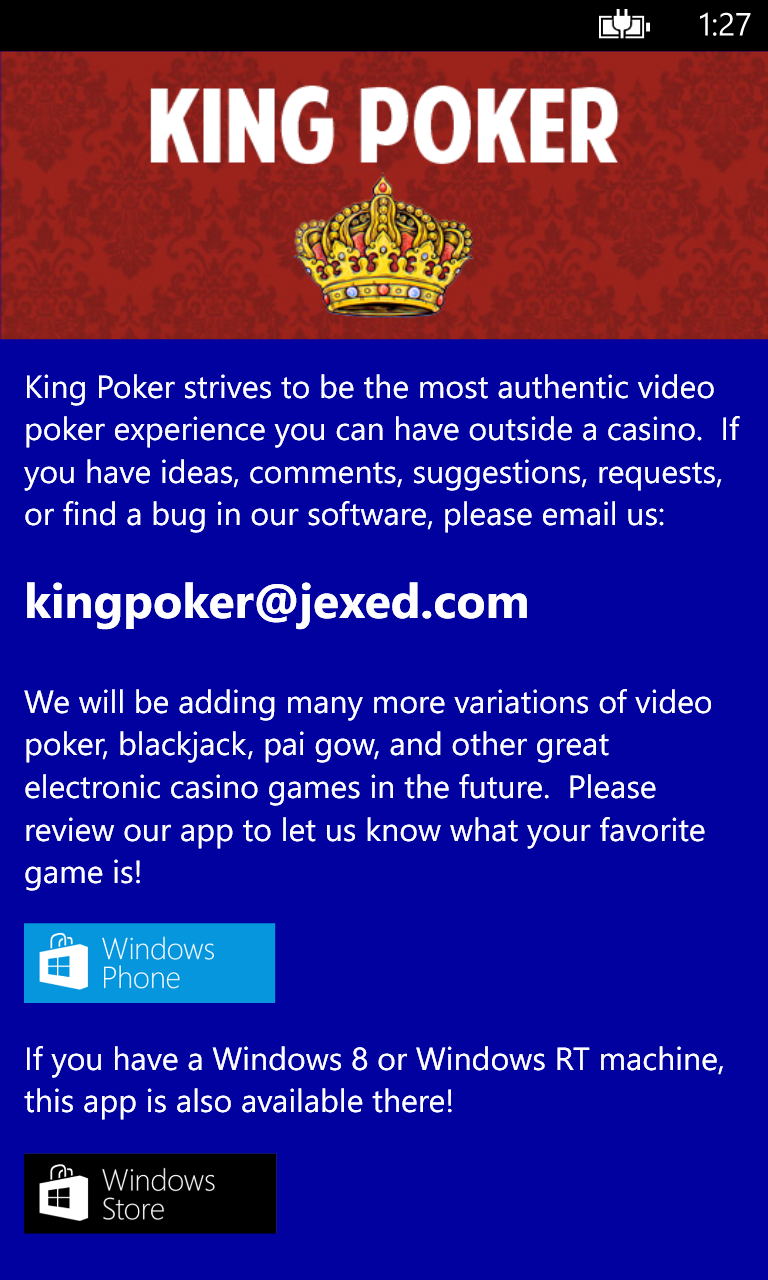 1:27
KING POKER
King Poker strives to be the most authentic video
poker experience you can have outside a casino.  If
you have ideas, comments, suggestions, requests,
or find a bug in our software, please email us:
kingpoker@jexed.com
We will be adding many more variations of video
poker, blackjack, pai gow, and other great
electronic casino games in the future.  Please
review our app to let us know what your favorite
game is!
Windows
Phone
If you have a Windows 8 or Windows RT machine,
this app is also available there!
Windows
Store